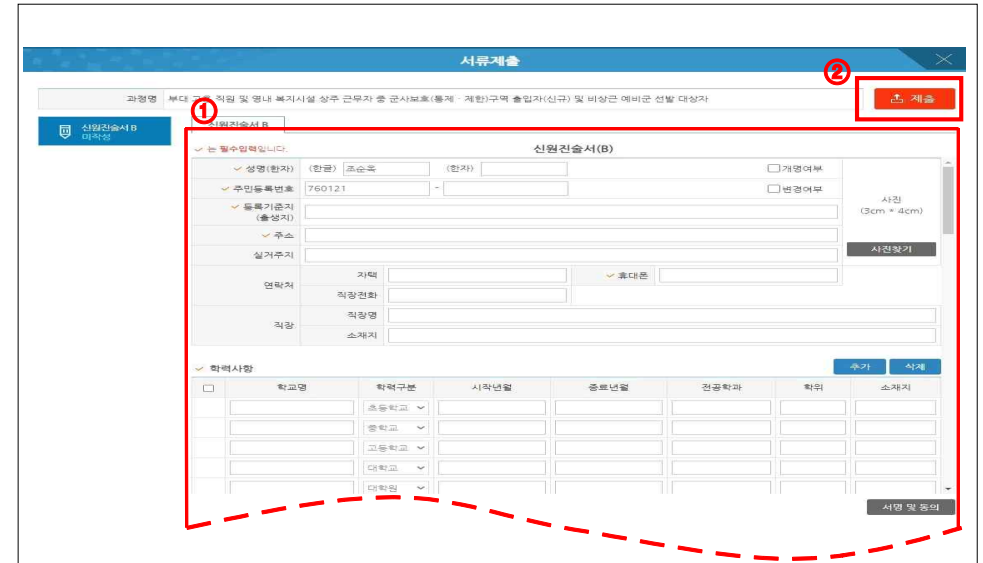 서류제출
②
과정명 부대 고용 직원 및 영내 복지시설 상주 근무자 중 군사보호(통제 · 제한)구역 출입자(신규) 및 비상근 예비군 선발 대상자
제출
①
신원진술서 B
미작성
신원진술서 B
는 필수입력입니다.
신원진술서(B)
성명(한자) (한글) 조순옥 (한자) 개명여부
주민등록번호 760121 - 변경여부
등록기준지
(출생지)
사진
(3cm * 4cm)
주소
실거주지
사진찾기
연락처 자택 휴대폰
직장전화
직장 직장명
소재지
학력사항 추가 삭제
학교명 학력구분 시작년월 종료년월 전공학과 학위 소재지
초등학교
중학교
고등학교
대학교
대학원
서명 및 동의